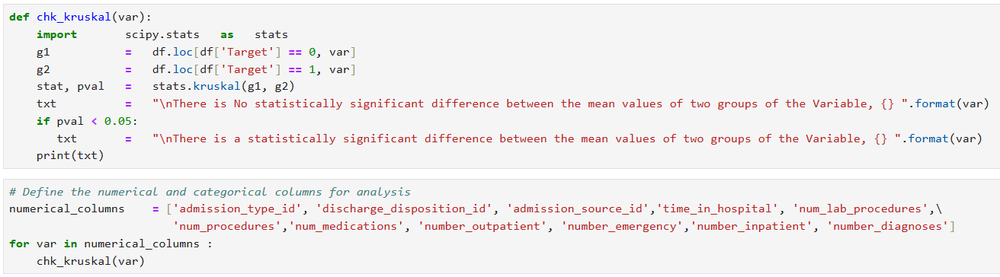 def chk_kruskal(var):
    import       scipy.stats   as   stats
    g1           =   df.loc[df['Target'] == 0, var]
    g2           =   df.loc[df['Target'] == 1, var]
    stat, pval   =   stats.kruskal(g1, g2)
    txt          =   "\nThere is No statistically significant difference between the mean values of two groups of the Variable, {} ".format(var)
    if pval < 0.05:
       txt       =   "\nThere is a statistically significant difference between the mean values of two groups of the Variable, {} ".format(var)
    print(txt)
# Define the numerical and categorical columns for analysis
numerical_columns    = ['admission_type_id', 'discharge_disposition_id', 'admission_source_id','time_in_hospital', 'num_lab_procedures',\
                        'num_procedures','num_medications', 'number_outpatient', 'number_emergency','number_inpatient', 'number_diagnoses']
for var in numerical_columns :
    chk_kruskal(var)